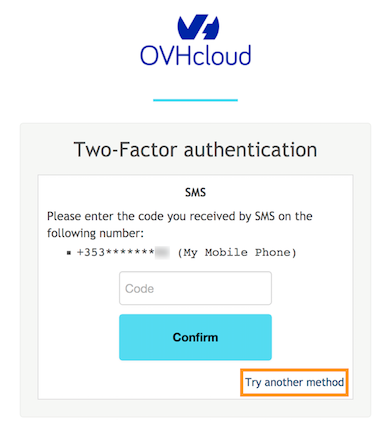 OVHcloud
Two-Factor authentication
SMS
Please enter the code you received by SMS on the
following number:
+353******* (My Mobile Phone)
Code
Confirm
Try another method